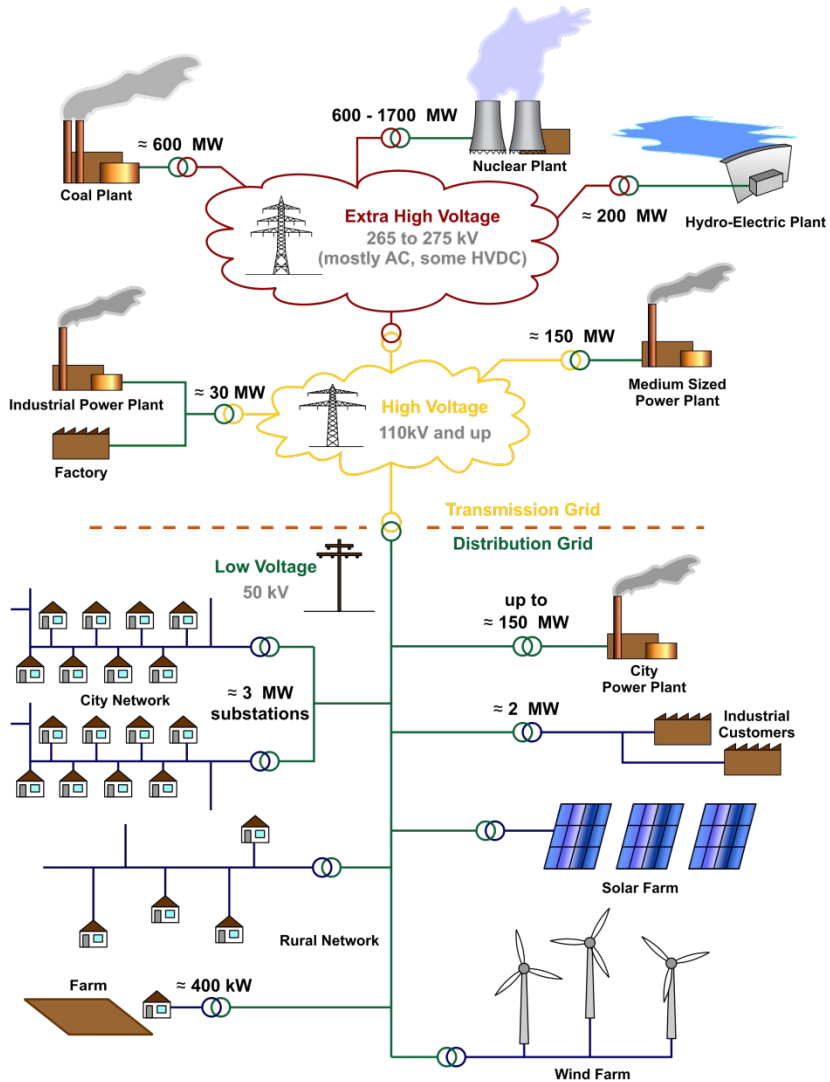 600 - 1700 MW
≈ 600 MW
Nuclear Plant
Coal Plant
Extra High Voltage
265 to 275 kV
(mostly AC, some HVDC)
≈ 200 MW
Hydro-Electric Plant
≈ 150 MW
≈ 30 MW
Industrial Power Plant
Medium Sized
Power Plant
High Voltage
110kV and up
Factory
Transmission Grid
Distribution Grid
Low Voltage
50 kV
up to
≈ 150 MW
City
Power Plant
City Network
≈ 3 MW
substations
≈ 2 MW
Industrial
Customers
Solar Farm
Rural Network
Farm
≈ 400 kW
Wind Farm